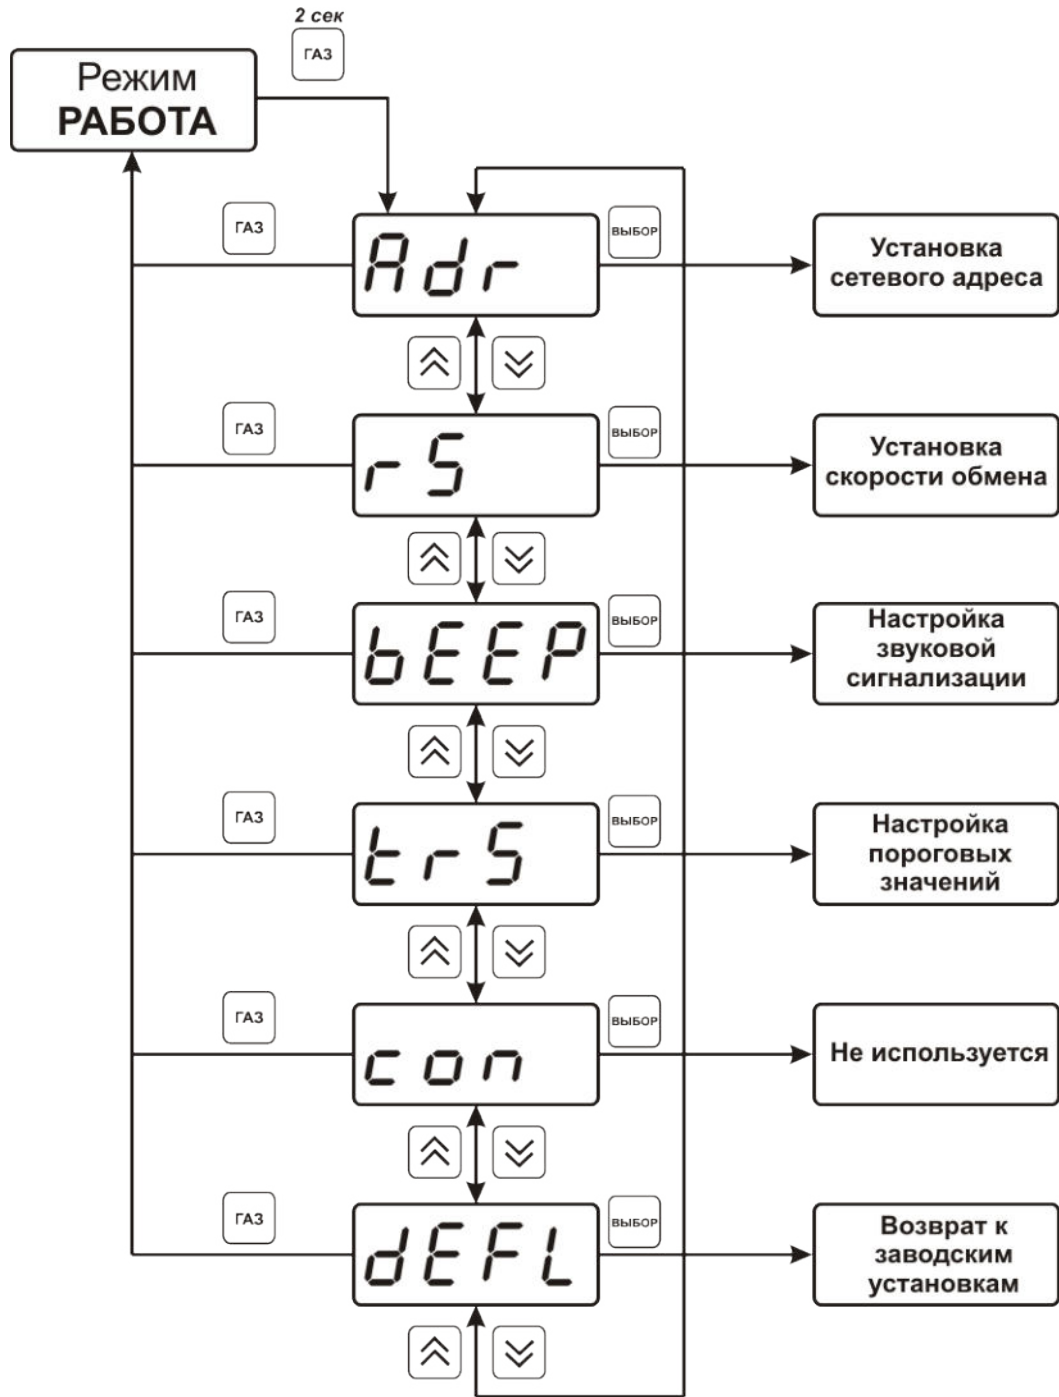 2 сек
ГАЗ
Режим
РАБОТА
ГАЗ
Adr
ВЫБОР
Установка
сетевого адреса
ГАЗ
rS
ВЫБОР
Установка
скорости обмена
ГАЗ
bEEP
ВЫБОР
Настройка
звуковой
сигнализации
ГАЗ
trS
ВЫБОР
Настройка
пороговых
значений
ГАЗ
con
ВЫБОР
Не используется
ГАЗ
dEFL
ВЫБОР
Возврат к
заводским
установкам